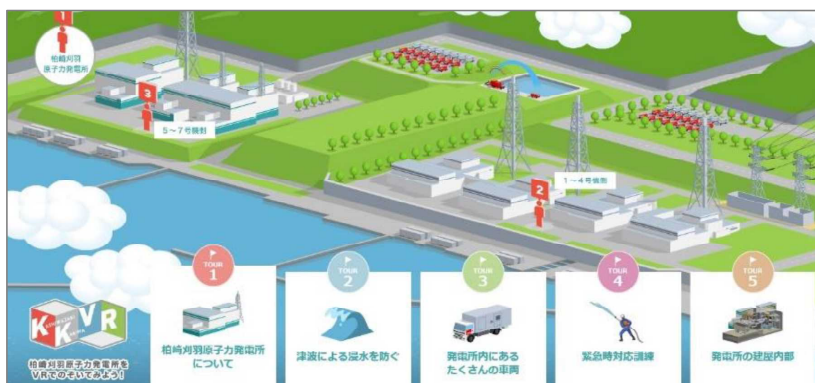 1
柏崎刈羽
原子力発電所
3
5~7号機側
2
1~4号機側
TOUR
1
柏崎刈羽原子力発電所
について
TOUR
2
津波による浸水を防ぐ
TOUR
3
発電所内にある
たくさんの車両
TOUR
4
緊急時対応訓練
TOUR
5
発電所の建屋内部
KKVR
柏崎刈羽原子力発電所を
VRでのぞいてみよう!